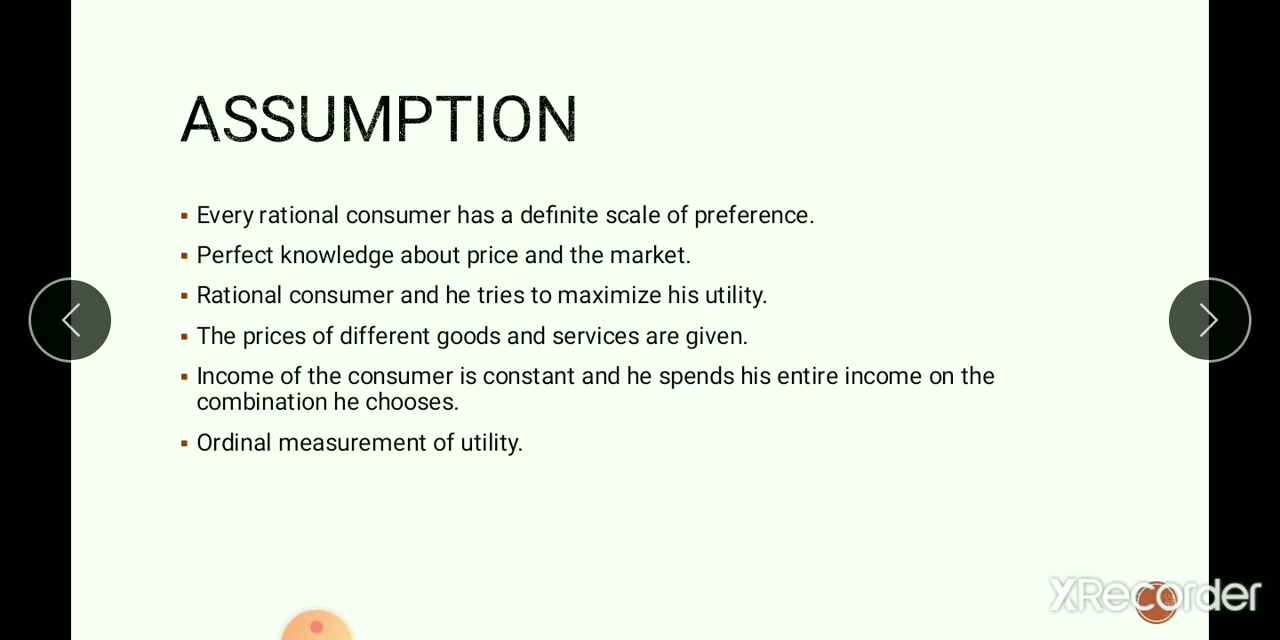 ASSUMPTION
▪ Every rational consumer has a definite scale of preference.
▪ Perfect knowledge about price and the market.
▪ Rational consumer and he tries to maximize his utility.
▪ The prices of different goods and services are given.
▪ Income of the consumer is constant and he spends his entire income on the
combination he chooses.
▪ Ordinal measurement of utility.
XRecorder